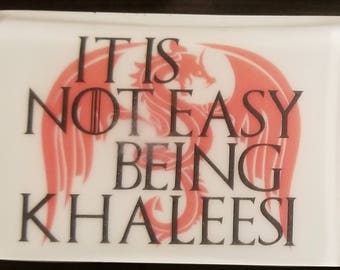 IT IS
NOT EASY
BEING
KHALEESI